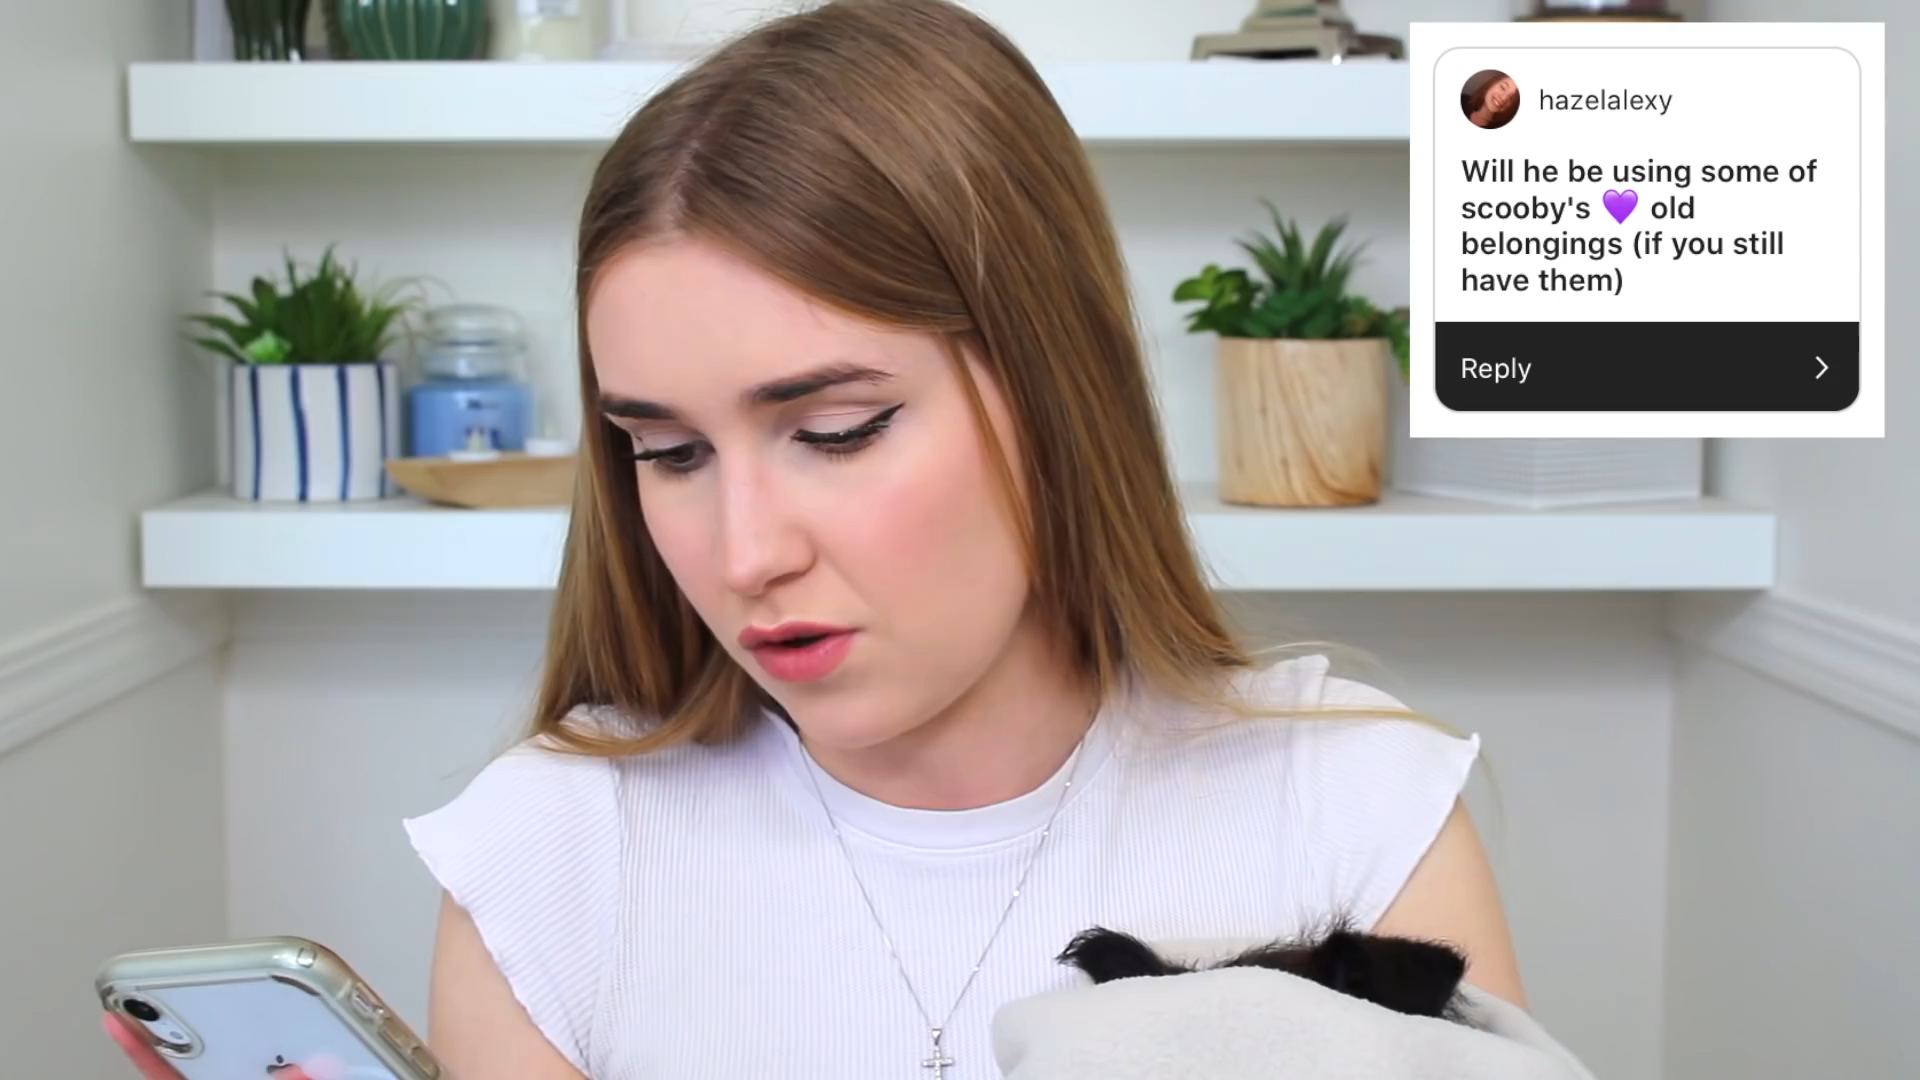 hazelalexy
Will he be using some of
scooby's 💜 old
belongings (if you still
have them)
Reply